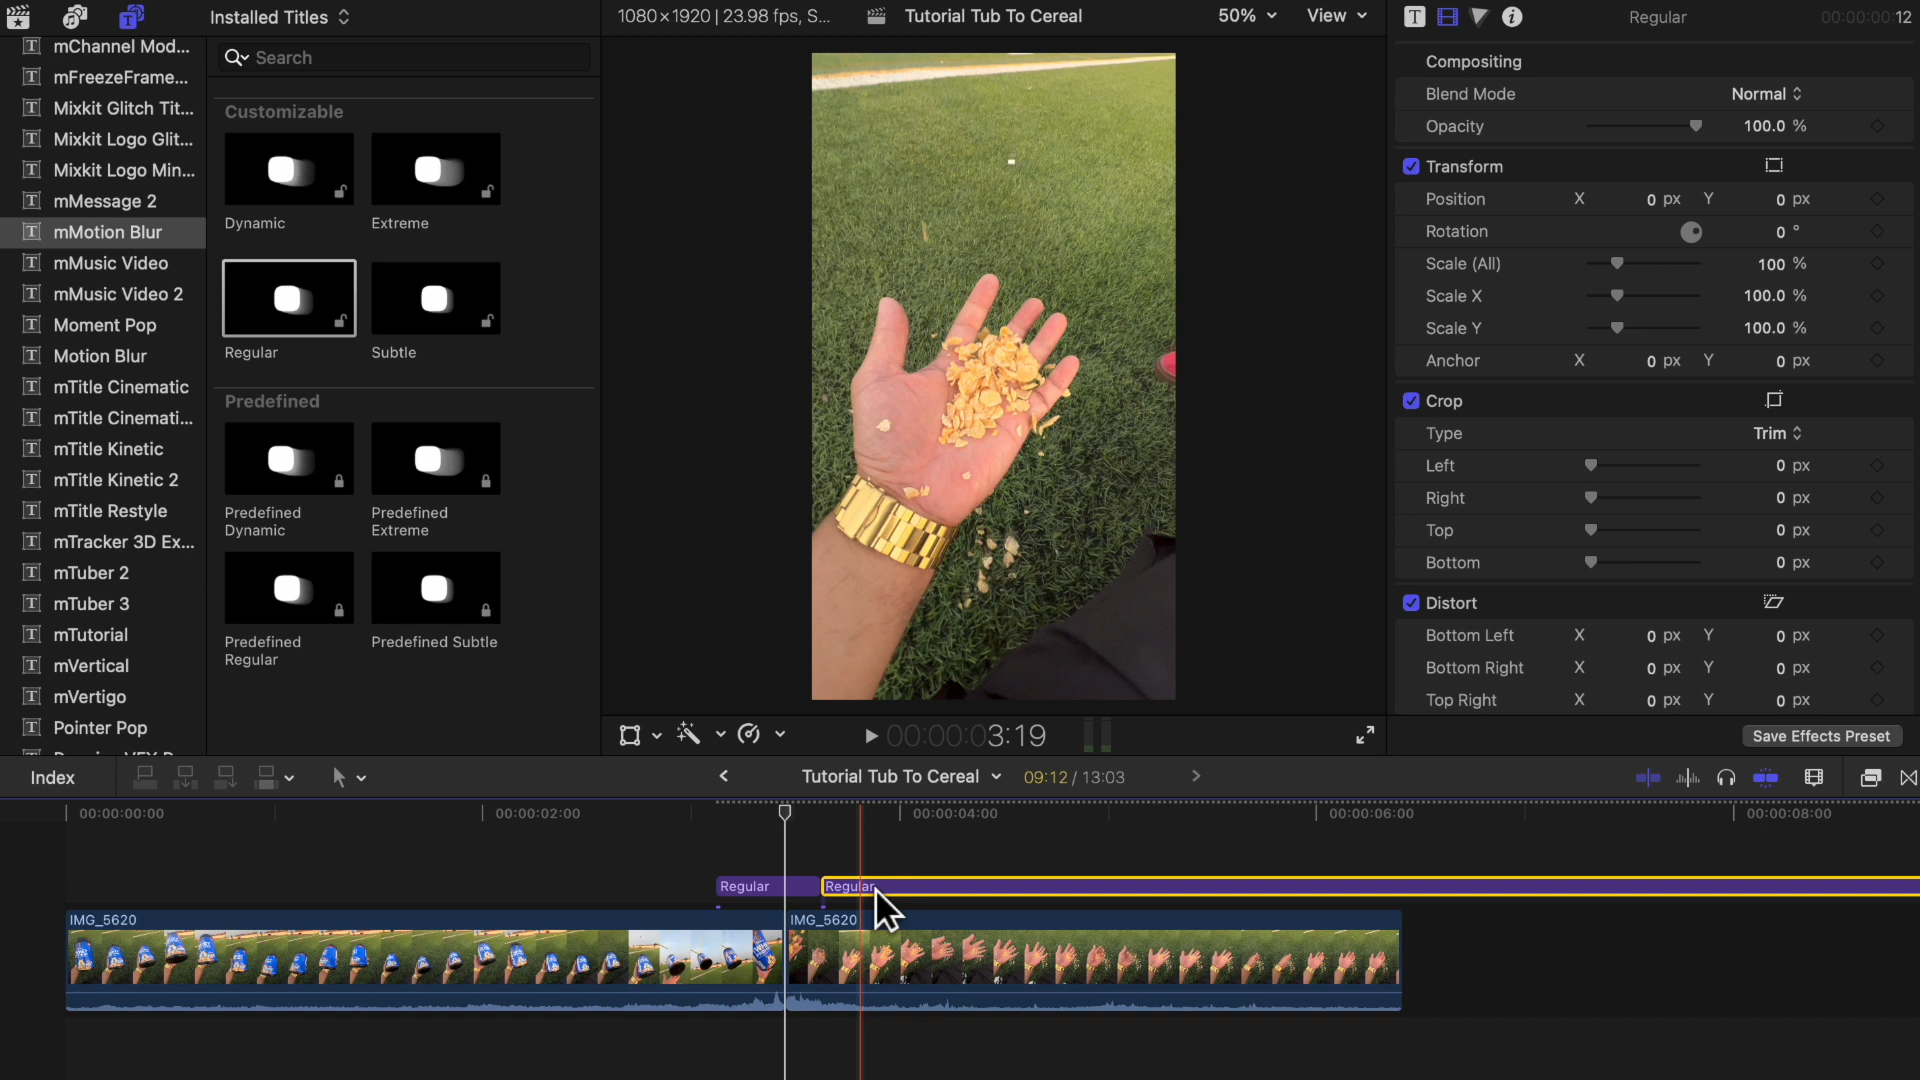 Installed Titles
1080×1920 | 23.98 fps, S...
Tutorial Tub To Cereal
50%
View
Regular
00:00:00:12
mChannel Mod...
mFreezeFrame...
Mixkit Glitch Tit...
Mixkit Logo Glit...
Mixkit Logo Min...
mMessage 2
mMotion Blur
mMusic Video
mMusic Video 2
Moment Pop
Motion Blur
mTitle Cinematic
mTitle Cinemati...
mTitle Kinetic
mTitle Kinetic 2
mTitle Restyle
mTracker 3D Ex...
mTuber 2
mTuber 3
mTutorial
mVertical
mVertigo
Pointer Pop
Search
Customizable
Dynamic
Extreme
Regular
Subtle
Predefined
Predefined
Dynamic
Predefined
Extreme
Predefined
Regular
Predefined Subtle
00:00:03:19
Compositing
Blend Mode Normal
Opacity 100.0 %
Transform
Position X 0 px Y 0 px
Rotation 0 °
Scale (All) 100 %
Scale X 100.0 %
Scale Y 100.0 %
Anchor X 0 px Y 0 px
Crop
Type Trim
Left 0 px
Right 0 px
Top 0 px
Bottom 0 px
Distort
Bottom Left X 0 px Y 0 px
Bottom Right X 0 px Y 0 px
Top Right X 0 px Y 0 px
Save Effects Preset
Index
Tutorial Tub To Cereal
09:12 / 13:03
00:00:00:00
00:00:02:00
00:00:04:00
00:00:06:00
00:00:08:00
Regular
Regular
IMG_5620
IMG_5620